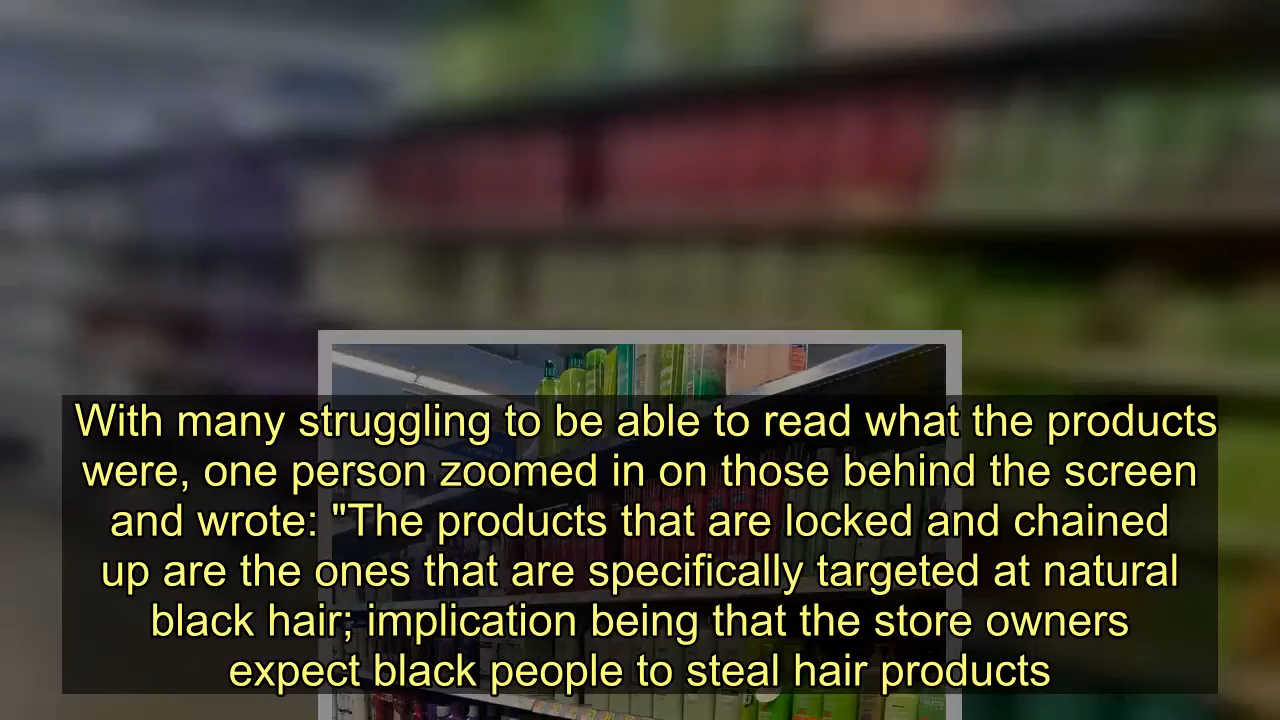 With many struggling to be able to read what the products
were, one person zoomed in on those behind the screen
and wrote: "The products that are locked and chained
up are the ones that are specifically targeted at natural
black hair; implication being that the store owners
expect black people to steal hair products